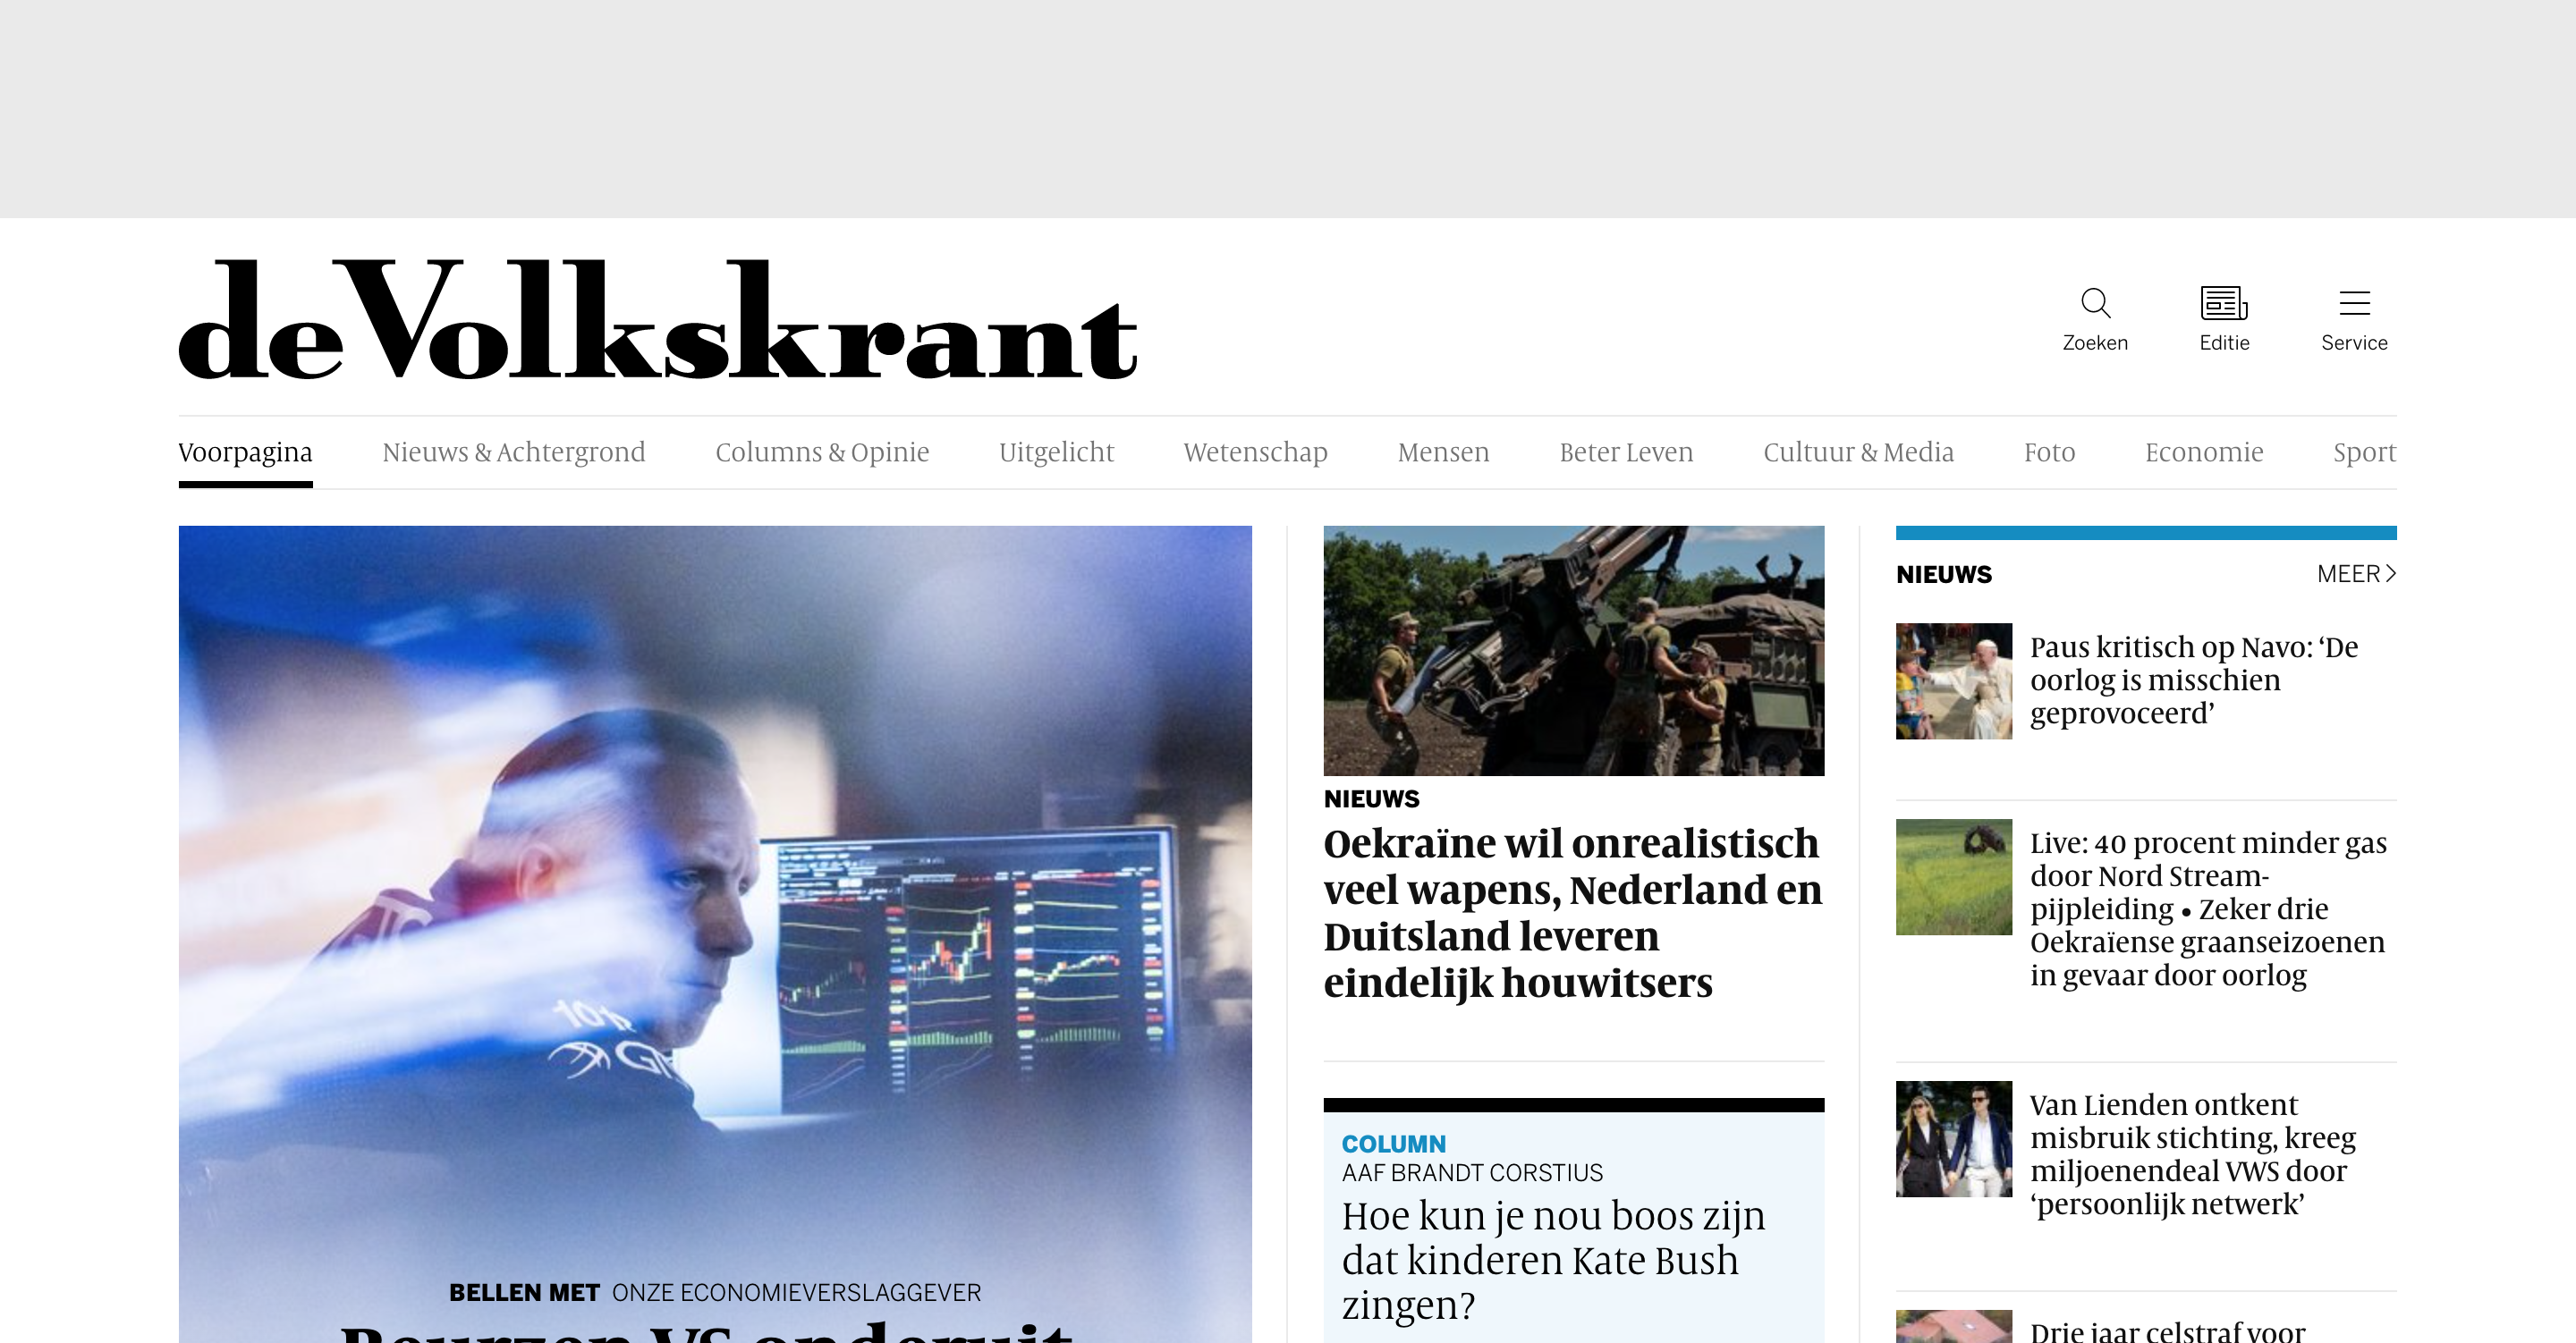 de Volkskrant
Zoeken
Editie
Service
Voorpagina
Nieuws & Achtergrond
Columns & Opinie
Uitgelicht
Wetenschap
Mensen
Beter Leven
Cultuur & Media
Foto
Economie
Sport
BELLEN MET ONZE ECONOMIEVERSLAGGEVER
Beurzen VS onderuit
NIEUWS
Oekraïne wil onrealistisch
veel wapens, Nederland en
Duitsland leveren
eindelijk houwitsers
COLUMN
AAF BRANDT CORSTIUS
Hoe kun je nou boos zijn
dat kinderen Kate Bush
zingen?
NIEUWS
MEER
Paus kritisch op Navo: ‘De
oorlog is misschien
geprovoceerd’
Live: 40 procent minder gas
door Nord Stream-
pijpleiding • Zeker drie
Oekraïense graanseizoenen
in gevaar door oorlog
Van Lienden ontkent
misbruik stichting, kreeg
miljoenendeal VWS door
‘persoonlijk netwerk’
Drie jaar celstraf voor